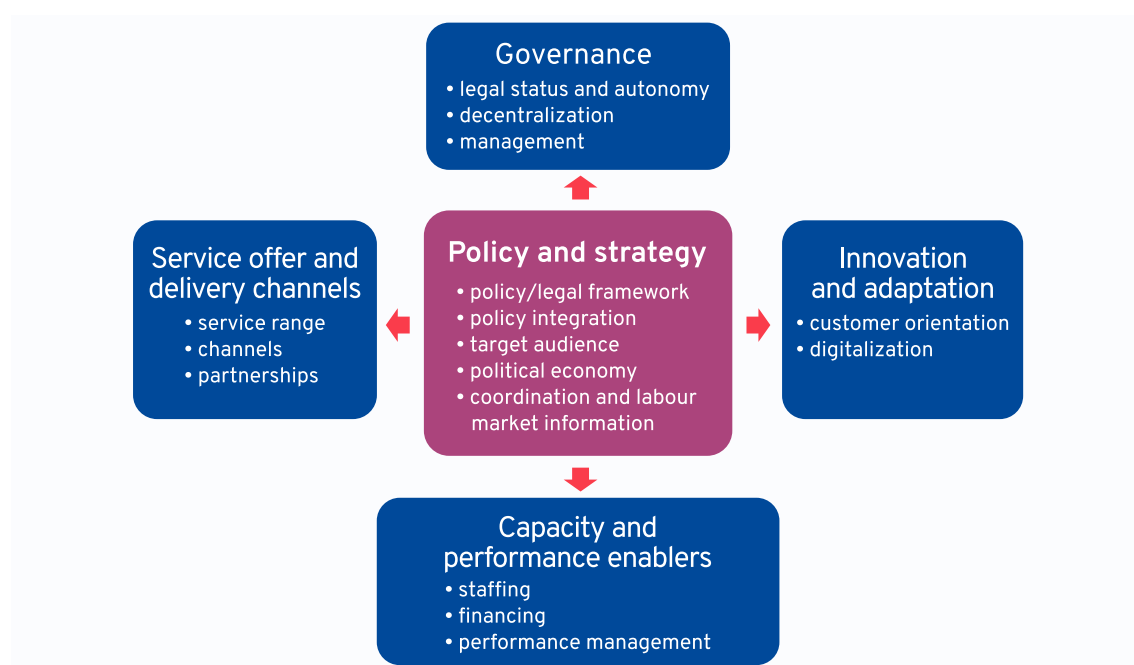 Governance
• legal status and autonomy
• decentralization
• management
Service offer and
delivery channels
• service range
• channels
• partnerships
Policy and strategy
• policy/legal framework
• policy integration
• target audience
• political economy
• coordination and labour
market information
Innovation
and adaptation
• customer orientation
• digitalization
Capacity and
performance enablers
• staffing
• financing
• performance management